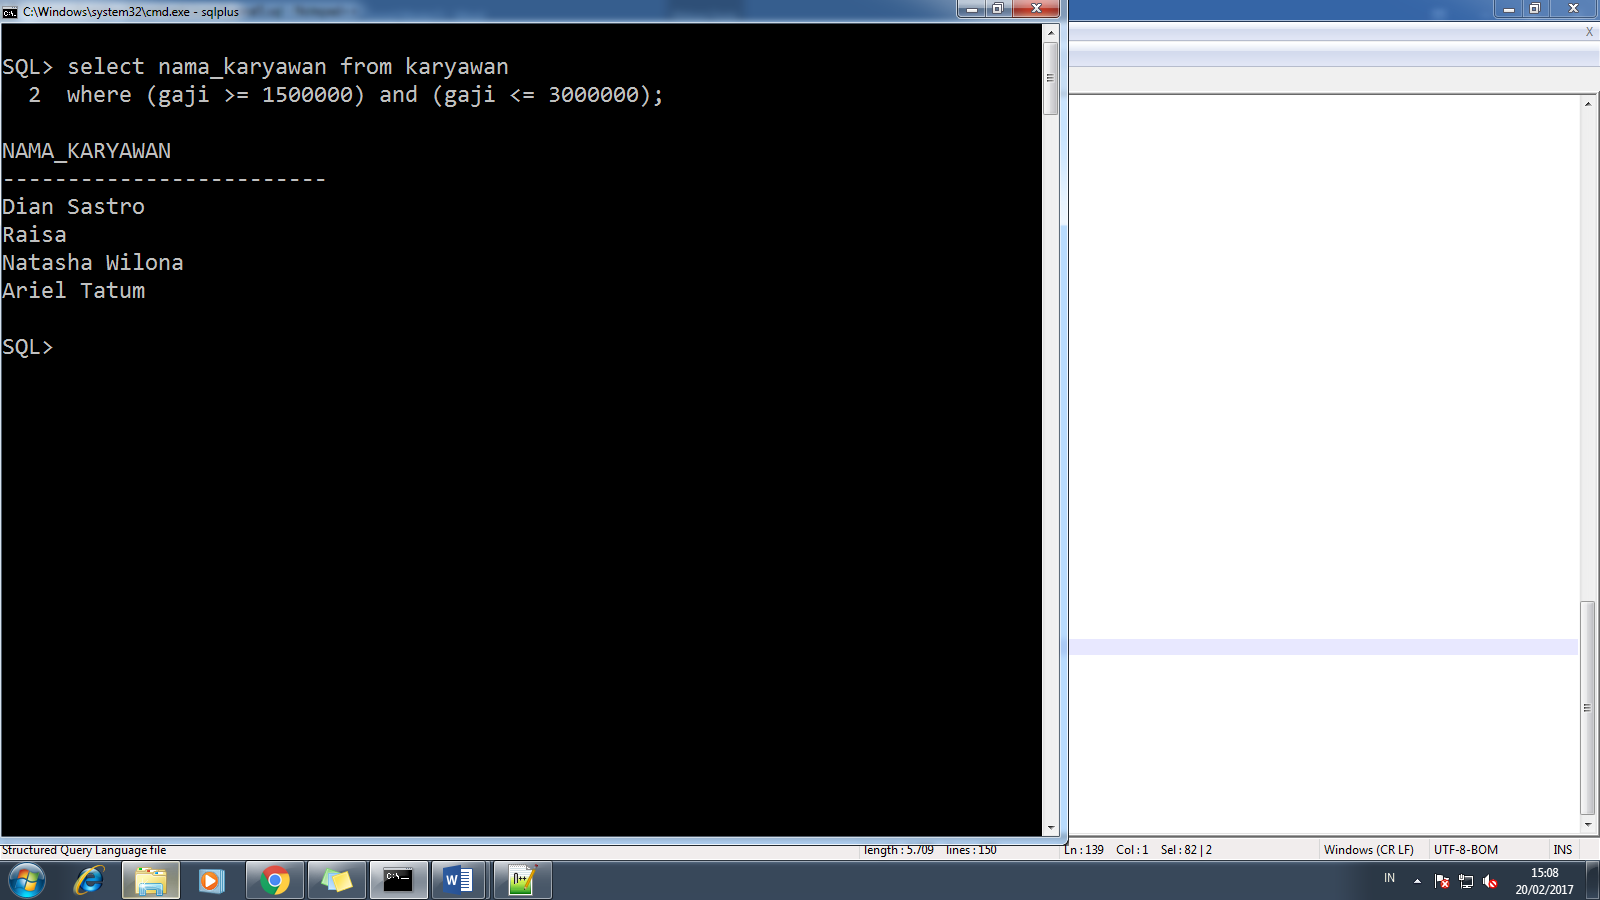 C:\Windows\system32\cmd.exe - sqlplus
SQL> select nama_karyawan from karyawan
2 where (gaji >= 1500000) and (gaji <= 3000000);
NAMA_KARYAWAN
-------------------------
Dian Sastro
Raisa
Natasha Wilona
Ariel Tatum
SQL>
X
Structured Query Language file length : 5.709 lines : 150 Ln : 139 Col : 1 Sel : 82 | 2 Windows (CR LF) UTF-8-BOM INS
IN
15:08
20/02/2017